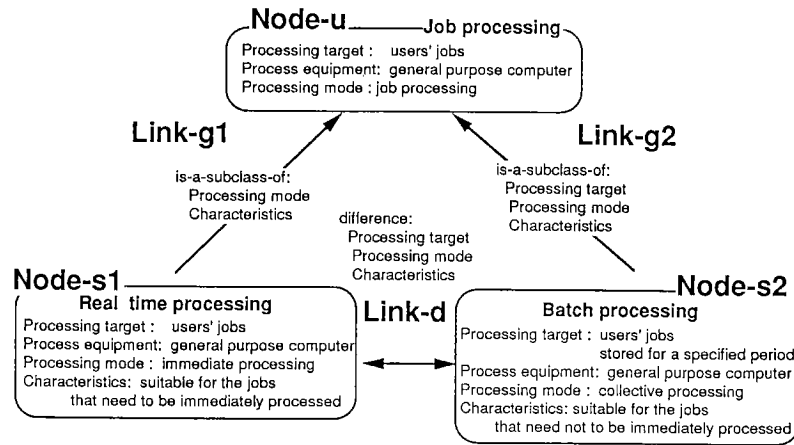 Node-u
Job processing
Processing target : users' jobs
Process equipment: general purpose computer
Processing mode : job processing
Link-g1
Link-g2
is-a-subclass-of:
Processing mode
Characteristics
is-a-subclass-of:
Processing target
Processing mode
Characteristics
difference:
Processing target
Processing mode
Characteristics
Node-s1
Real time processing
Processing target : users' jobs
Process equipment: general purpose computer
Processing mode : immediate processing
Characteristics: suitable for the jobs
that need to be immediately processed
Link-d
Node-s2
Batch processing
Processing target : users' jobs
stored for a specified period
Process equipment: general purpose computer
Processing mode : collective processing
Characteristics: suitable for the jobs
that need not to be immediately processed